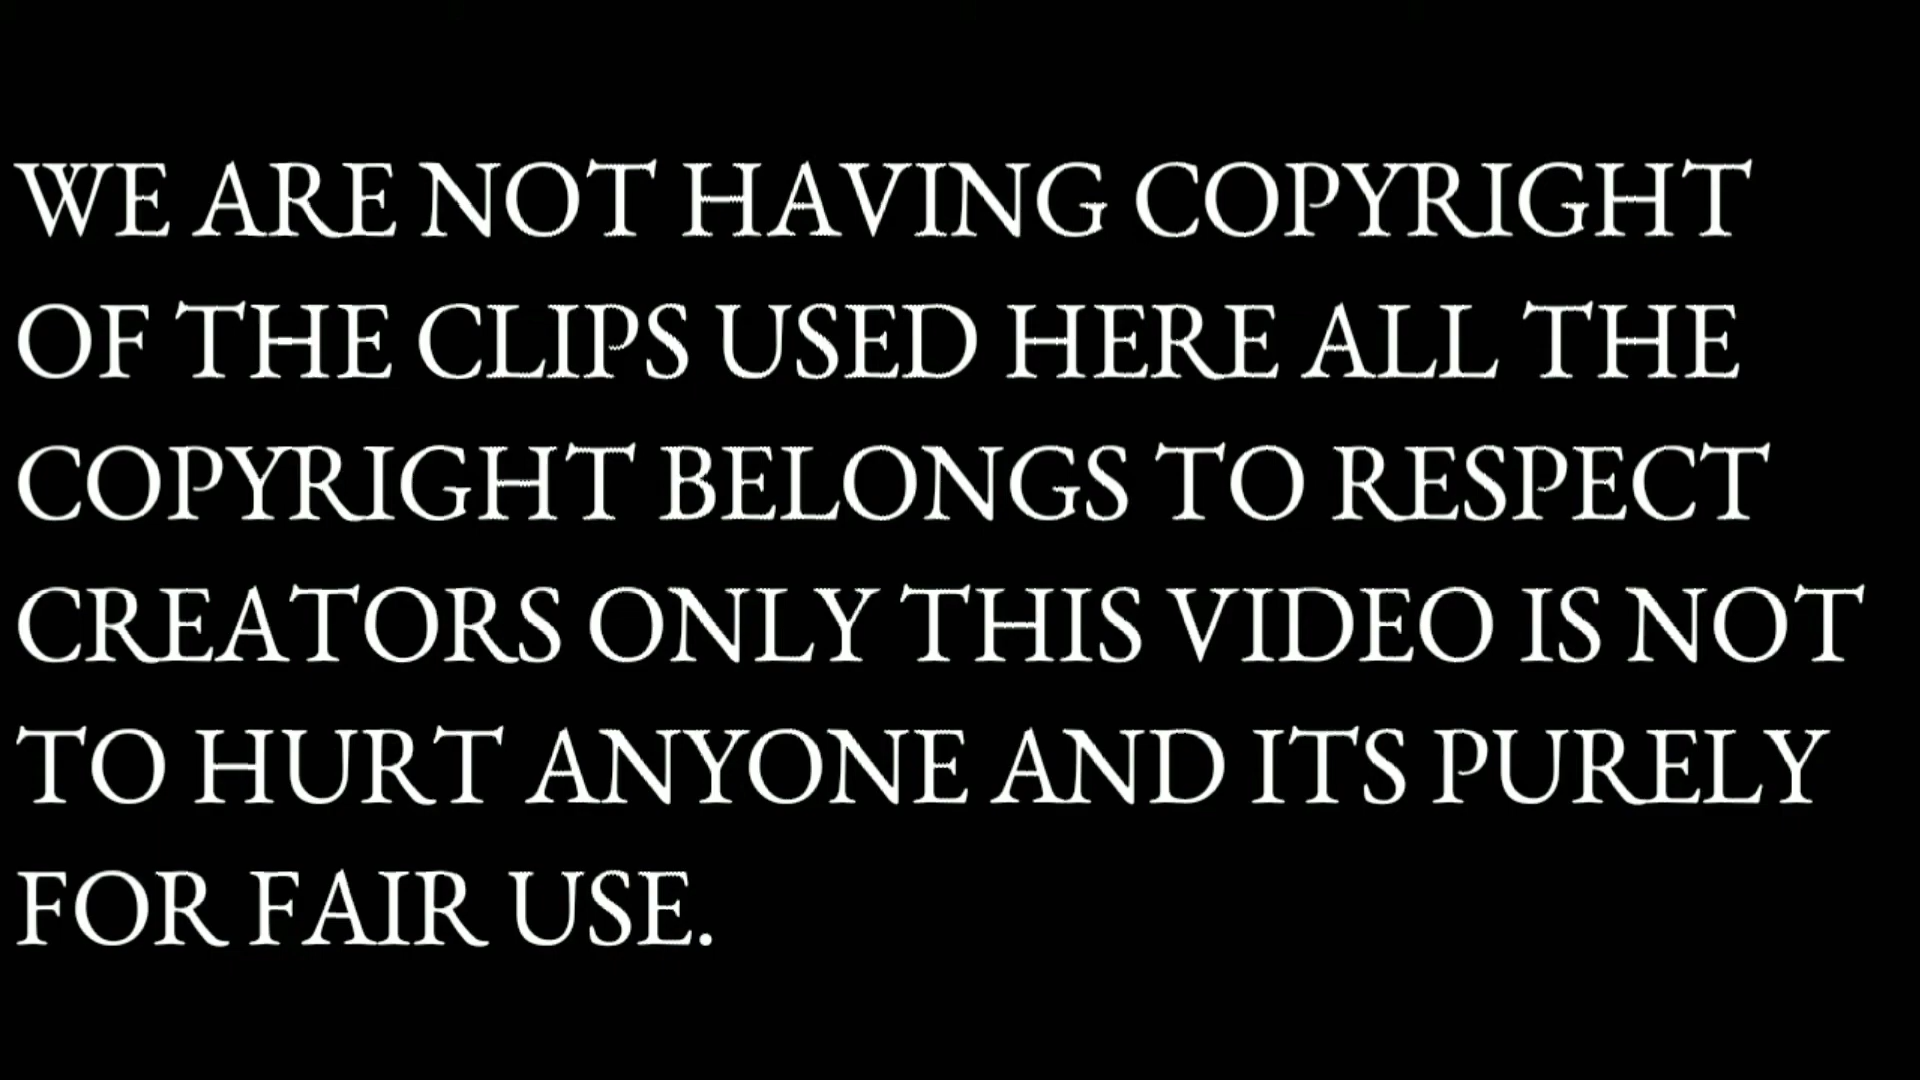 WE ARE NOT HAVING COPYRIGHT
OF THE CLIPS USED HERE ALL THE
COPYRIGHT BELONGS TO RESPECT
CREATORS ONLY THIS VIDEO IS NOT
TO HURT ANYONE AND ITS PURELY
FOR FAIR USE.